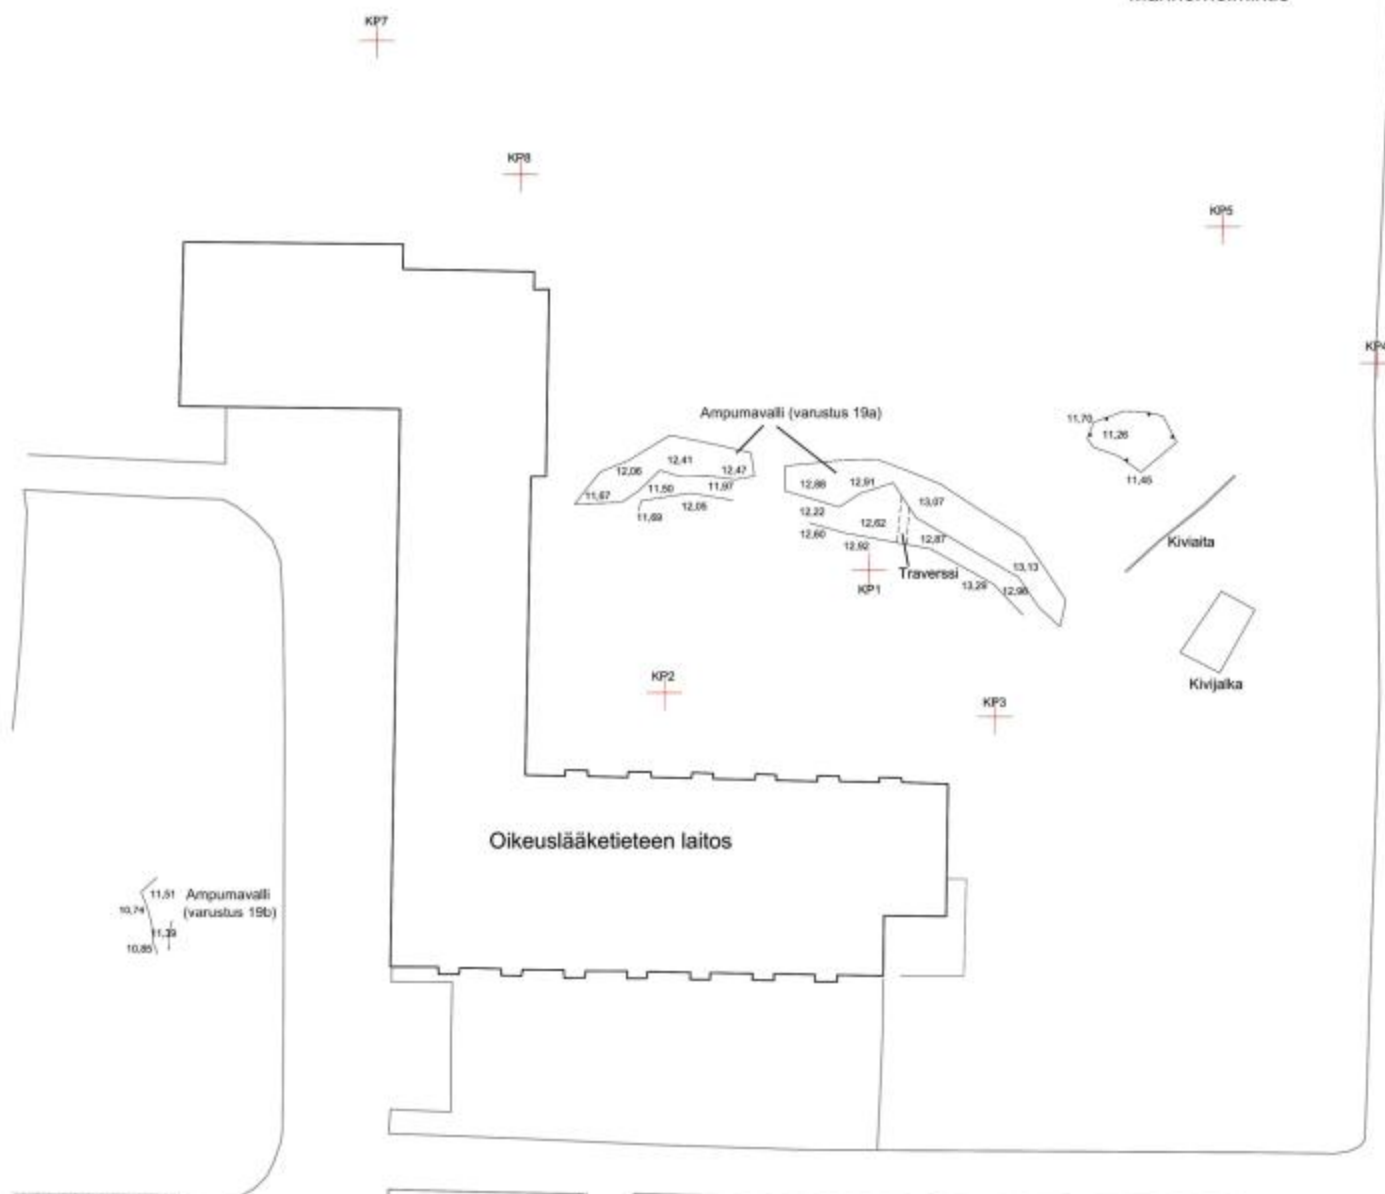 KP7
KP8
KP5
KP4
Ampumavalli (varustus 19a)
11,70
11,26
11,45
12,06
12,41
12,47
11,67
11,50
11,97
11,69
12,05
12,88
12,91
13,07
12,22
12,62
12,60
12,92
12,87
Kiviaita
Traverssi
KP1
13,13
13,29
12,96
KP2
Kivijalka
KP3
Oikeuslääketieteen laitos
11,51
Ampumavalli
(varustus 19b)
10,74
11,39
10,85